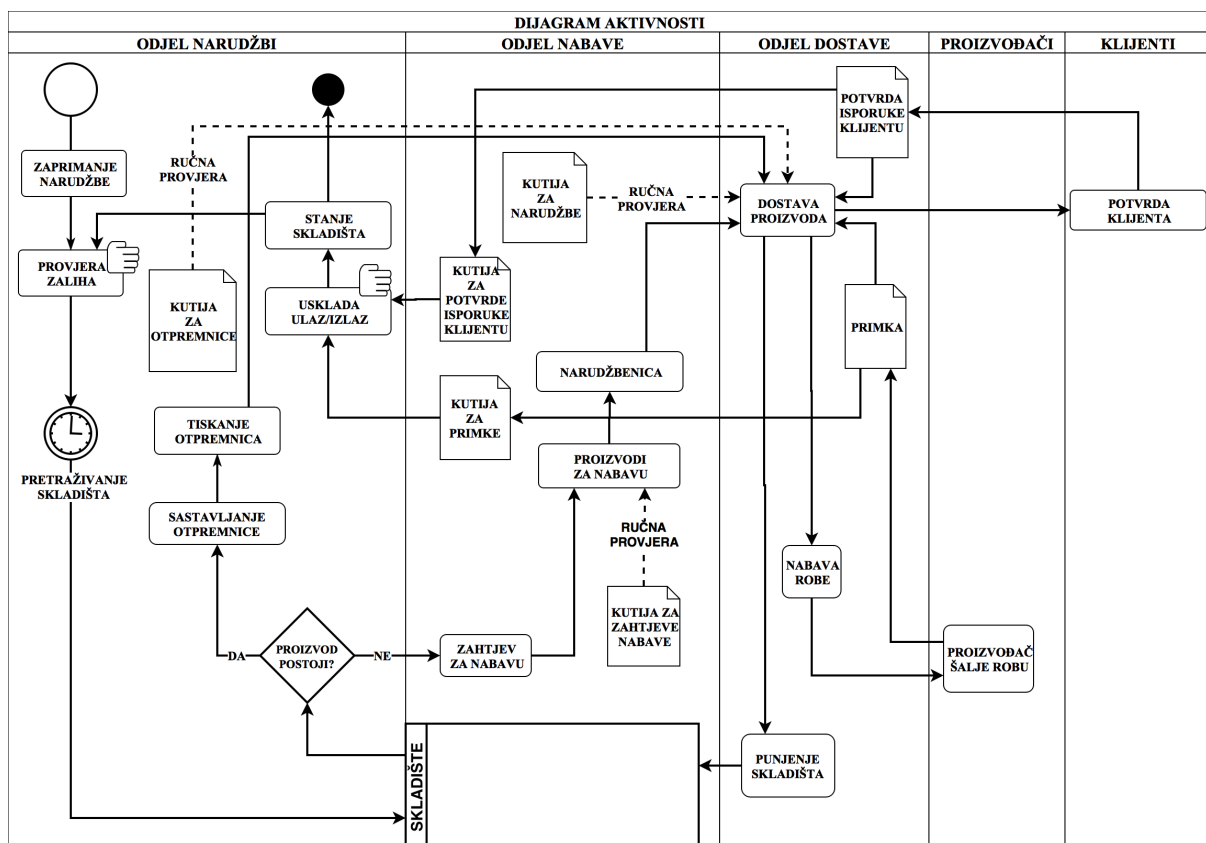 DIJAGRAM AKTIVNOSTI
ODJEL NARUDŽBI
ODJEL NABAVE
ODJEL DOSTAVE
PROIZVOĐAČI
KLIJENTI
ZAPRIMANJE
NARUDŽBE
RUČNA
PROVJERA
PROVJERA
ZALIHA
KUTIJA
ZA
OTPREMNICE
STANJE
SKLADIŠTA
USKLADA
ULAZ/IZLAZ
PRETRAŽIVANJE
SKLADIŠTA
TISKANJE
OTPREMNICA
SASTAVLJANJE
OTPREMNICE
DA
PROIZVOD
POSTOJI?
NE
KUTIJA
ZA
NARUDŽBE
RUČNA
PROVJERA
KUTIJA
ZA
POTVRDE
ISPORUKE
KLIJENTU
NARUDŽBENICA
KUTIJA
ZA
PRIMKE
PROIZVODI
ZA NABAVU
RUČNA
PROVJERA
KUTIJA ZA
ZAHTJEVE
NABAVE
ZAHTJEV
ZA NABAVU
SKLADIŠTE
POTVRDA
ISPORUKE
KLIJENTU
DOSTAVA
PROIZVODA
PRIMKA
NABAVA
ROBE
PUNJENJE
SKLADIŠTA
PROIZVOĐAČ
ŠALJE ROBU
POTVRDA
KLIJENTA